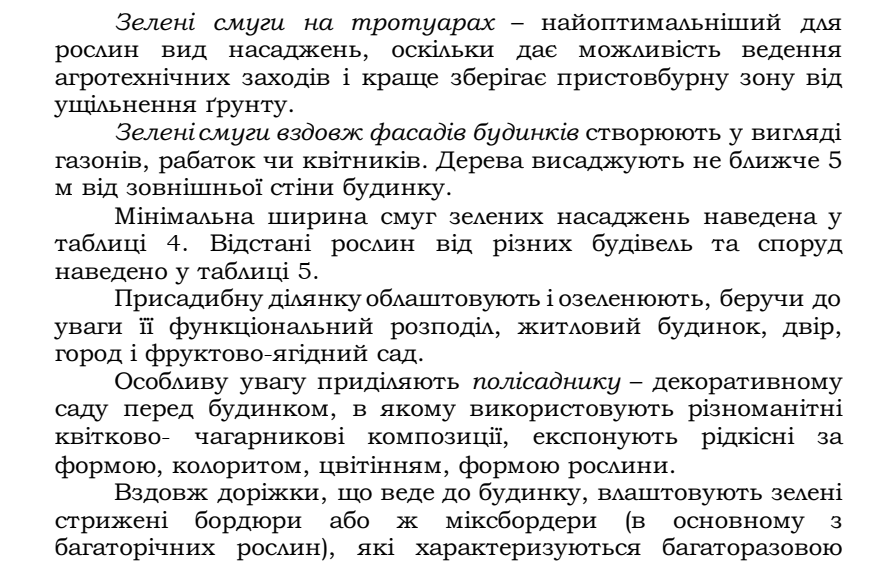 Зелені смуги на тротуарах – найоптимальніший для
рослин вид насаджень, оскільки дає можливість ведення
агротехнічних заходів і краще зберігає пристовбурну зону від
ущільнення ґрунту.
Зелені смуги вздовж фасадів будинків створюють у вигляді
газонів, рабаток чи квітників. Дерева висаджують не ближче 5
м від зовнішньої стіни будинку.
Мінімальна ширина смуг зелених насаджень наведена у
таблиці 4. Відстані рослин від різних будівель та споруд
наведено у таблиці 5.
Присадибну ділянку облаштовують і озеленюють, беручи до
уваги її функціональний розподіл, житловий будинок, двір,
город і фруктово-ягідний сад.
Особливу увагу приділяють полісаднику – декоративному
саду перед будинком, в якому використовують різноманітні
квітково- чагарникові композиції, експонують рідкісні за
формою, колоритом, цвітінням, формою рослини.
Вздовж доріжки, що веде до будинку, влаштовують зелені
стрижені бордюри або ж міксбордери (в основному з
багаторічних рослин), які характеризуються багаторазовою